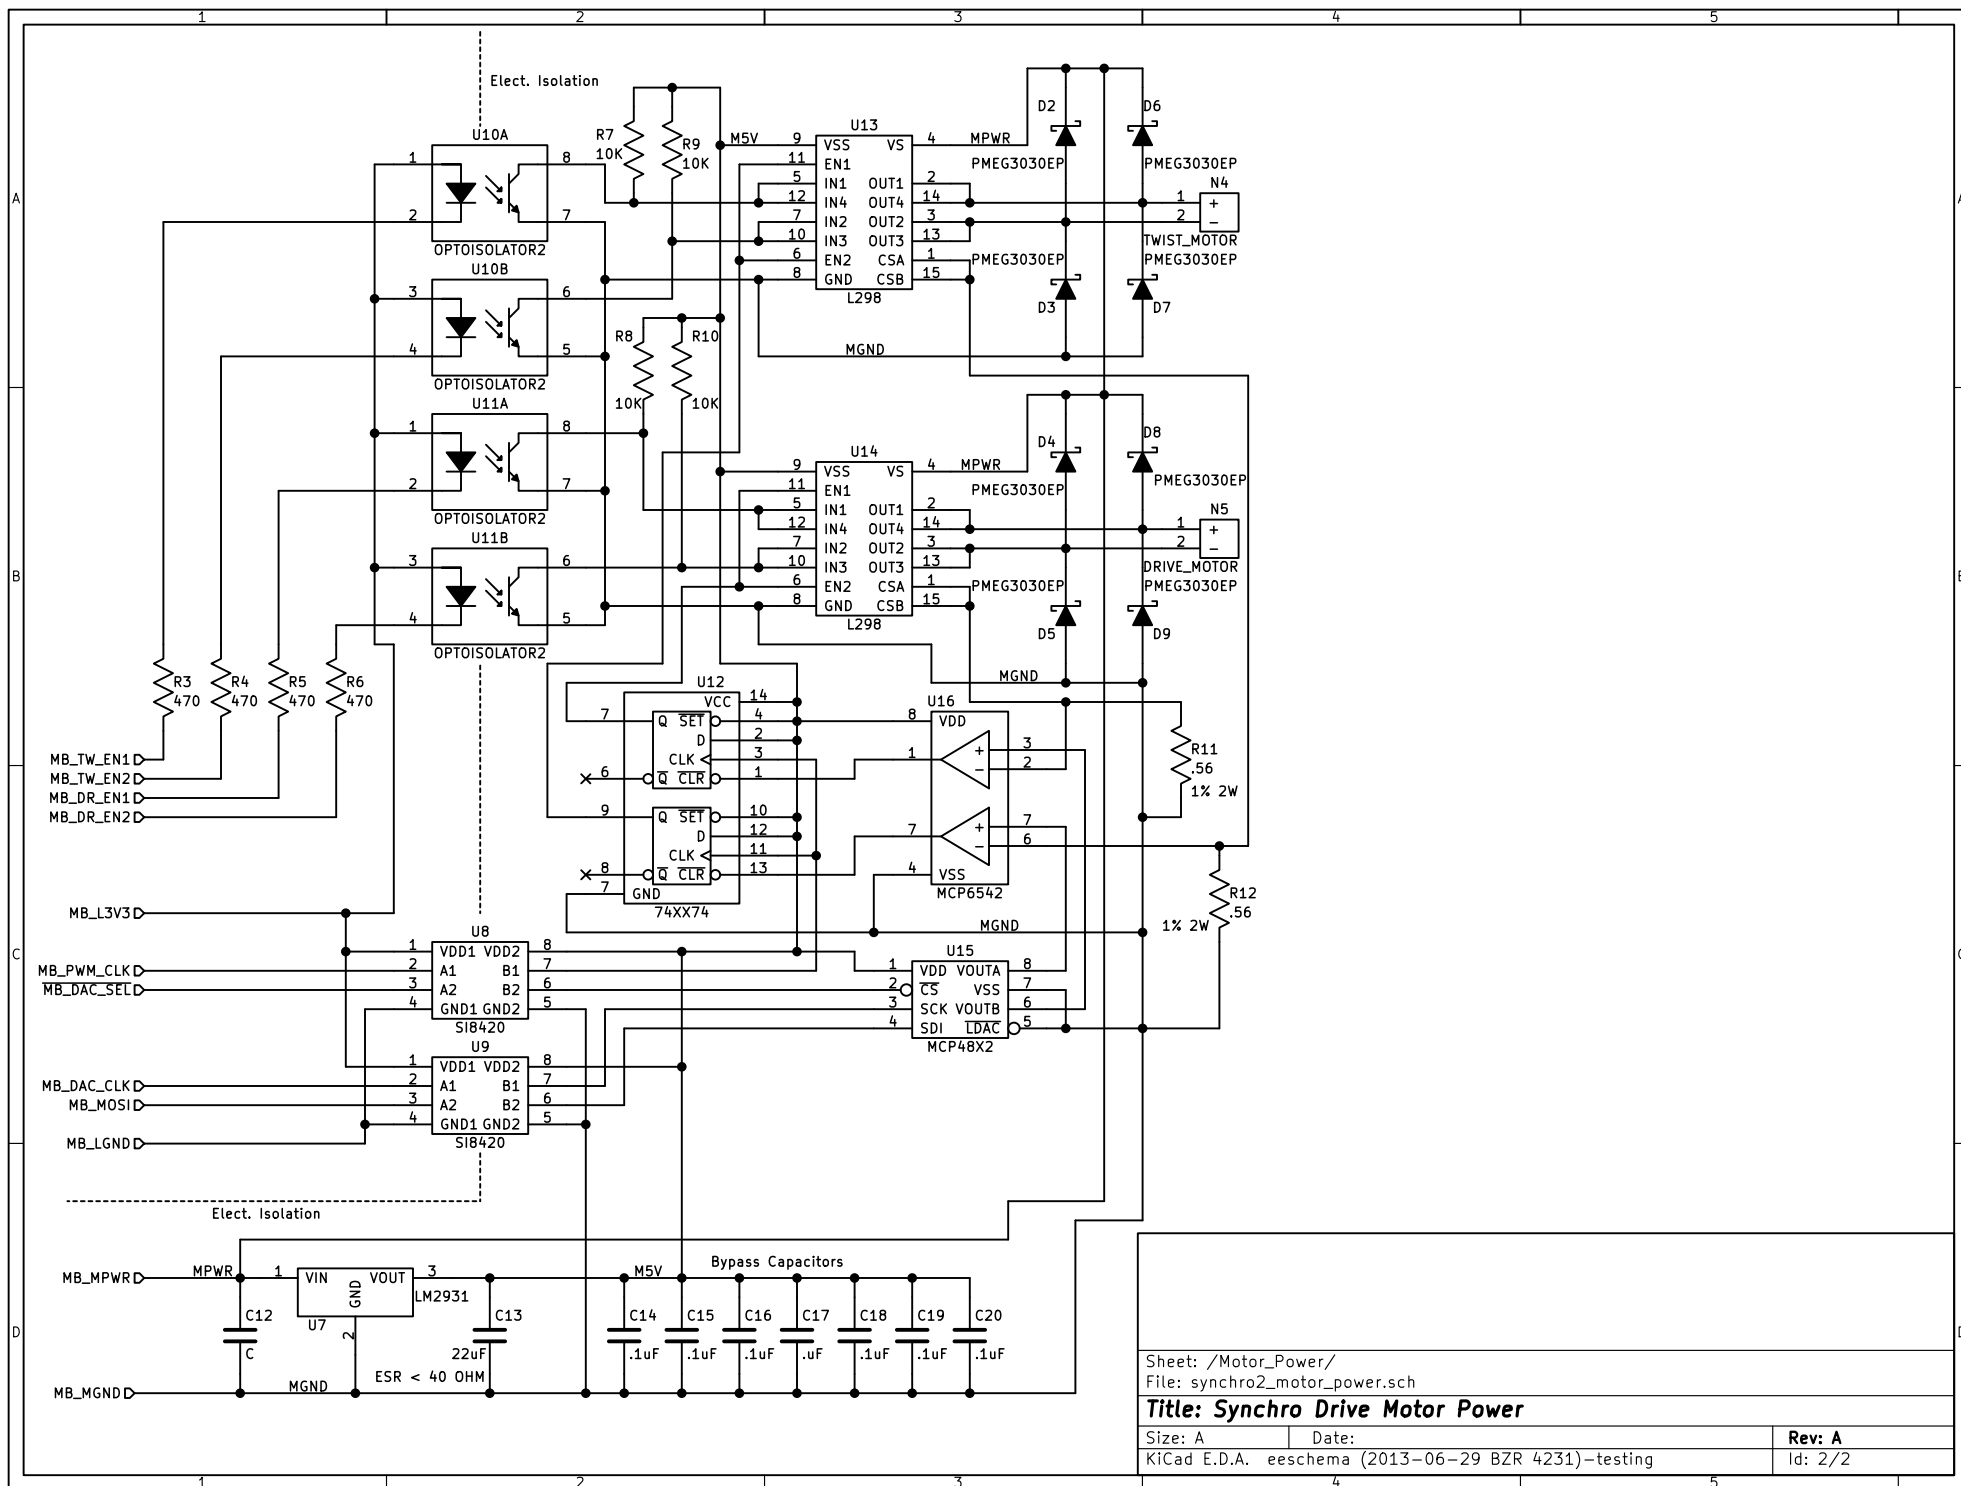 1 2 3 4 5
Elect. Isolation
A
U10A
1 2 8 7
OPTOISOLATOR2
U10B
3 4 6 5
OPTOISOLATOR2
U11A
1 2 8 7
OPTOISOLATOR2
U11B
3 4 6 5
OPTOISOLATOR2
R7
10K
R9
10K
R8
10K
R10
10K
M5V
U13
9 VSS VS 4 MPWR
11 EN1
5 IN1 OUT1 2
12 IN4 OUT4 14
7 IN2 OUT2 3
10 IN3 OUT3 13
6 EN2 CSA 1
8 GND CSB 15
L298
D2
PMEG3030EP
D6
PMEG3030EP
N4
1 +
2 -
TWIST_MOTOR
PMEG3030EP
D3
PMEG3030EP
D7
MGND
B
U14
9 VSS VS 4 MPWR
11 EN1
5 IN1 OUT1 2
12 IN4 OUT4 14
7 IN2 OUT2 3
10 IN3 OUT3 13
6 EN2 CSA 1
8 GND CSB 15
L298
D4
PMEG3030EP
D8
PMEG3030EP
N5
1 +
2 -
DRIVE_MOTOR
PMEG3030EP
D5
PMEG3030EP
D9
MGND
R3
470
R4
470
R5
470
R6
470
MB_TW_EN1
MB_TW_EN2
MB_DR_EN1
MB_DR_EN2
U12
VCC 14
7 Q SET 4
D 2
CLK 3
6 Q CLR 1
9 Q SET 10
D 12
CLK 11
8 Q CLR 13
7 GND
74XX74
U16
8 VDD
1 + 3
- 2
7 + 7
- 6
4 VSS
MCP6542
R11
.56
1% 2W
R12
.56
1% 2W
MGND
C
MB_L3V3
MB_PWM_CLK
MB_DAC_SEL
U8
1 VDD1 VDD2 8
2 A1 B1 7
3 A2 B2 6
4 GND1 GND2 5
SI8420
U9
1 VDD1 VDD2 8
2 A1 B1 7
3 A2 B2 6
4 GND1 GND2 5
SI8420
MB_DAC_CLK
MB_MOSI
MB_LGND
U15
1 VDD VOUTA 8
2 CS VSS 7
3 SCK VOUTB 6
4 SDI LDAC 5
MCP48X2
Elect. Isolation
D
MB_MPWR
MPWR
1 VIN VOUT 3
GND
2
LM2931
U7
M5V
Bypass Capacitors
C12
C
C13
22uF
ESR < 40 OHM
C14
.1uF
C15
.1uF
C16
.1uF
C17
.uF
C18
.1uF
C19
.1uF
C20
.1uF
MB_MGND
MGND
Sheet: /Motor_Power/
File: synchro2_motor_power.sch
Title: Synchro Drive Motor Power
Size: A Date: Rev: A
KiCad E.D.A. eeschema (2013-06-29 BZR 4231)-testing Id: 2/2
1 2 3 4 5